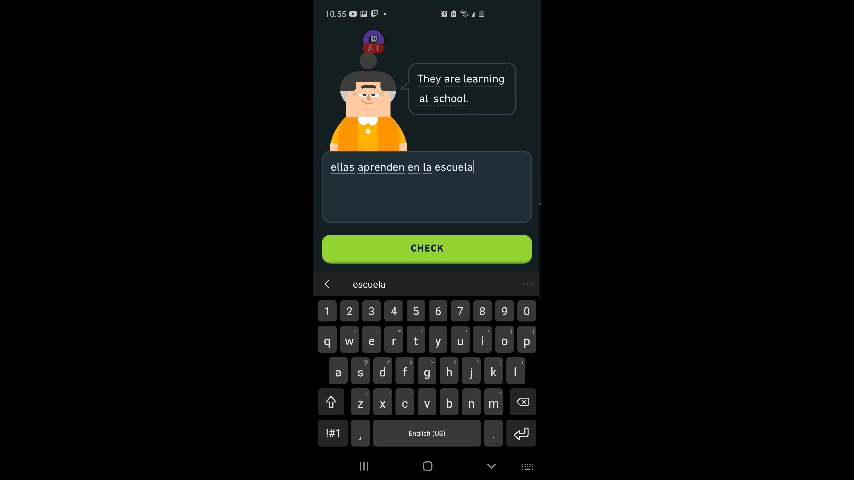 10.55
1
They are learning
at school.
ellas aprenden en la escuela
CHECK
escuela
1 2 3 4 5 6 7 8 9 0
q w e r t y u i o p
a s d f g h j k l
z x c v b n m
!#1 , English (US) .